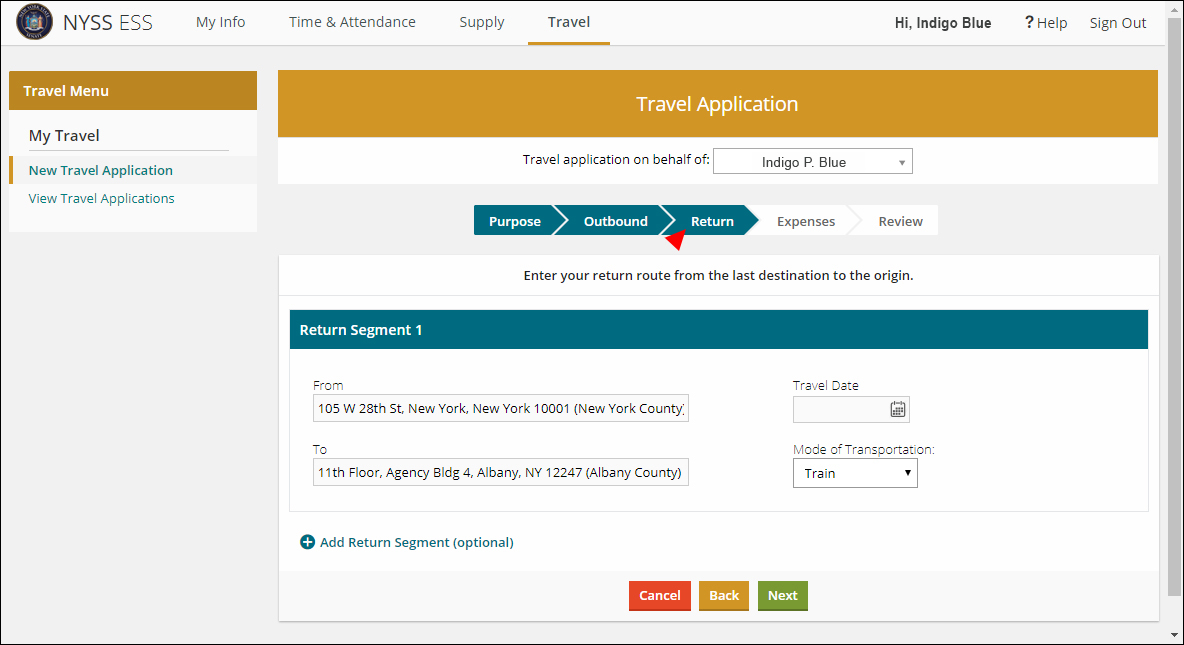 NYSS ESS My Info Time & Attendance Supply Travel Hi, Indigo Blue ? Help Sign Out
Travel Menu
My Travel
New Travel Application
View Travel Applications
Travel Application
Travel application on behalf of: Indigo P. Blue
Purpose Outbound Return Expenses Review
Enter your return route from the last destination to the origin.
Return Segment 1
From
105 W 28th St, New York, New York 10001 (New York County)
To
11th Floor, Agency Bldg 4, Albany, NY 12247 (Albany County)
Travel Date
Mode of Transportation:
Train
Add Return Segment (optional)
Cancel Back Next